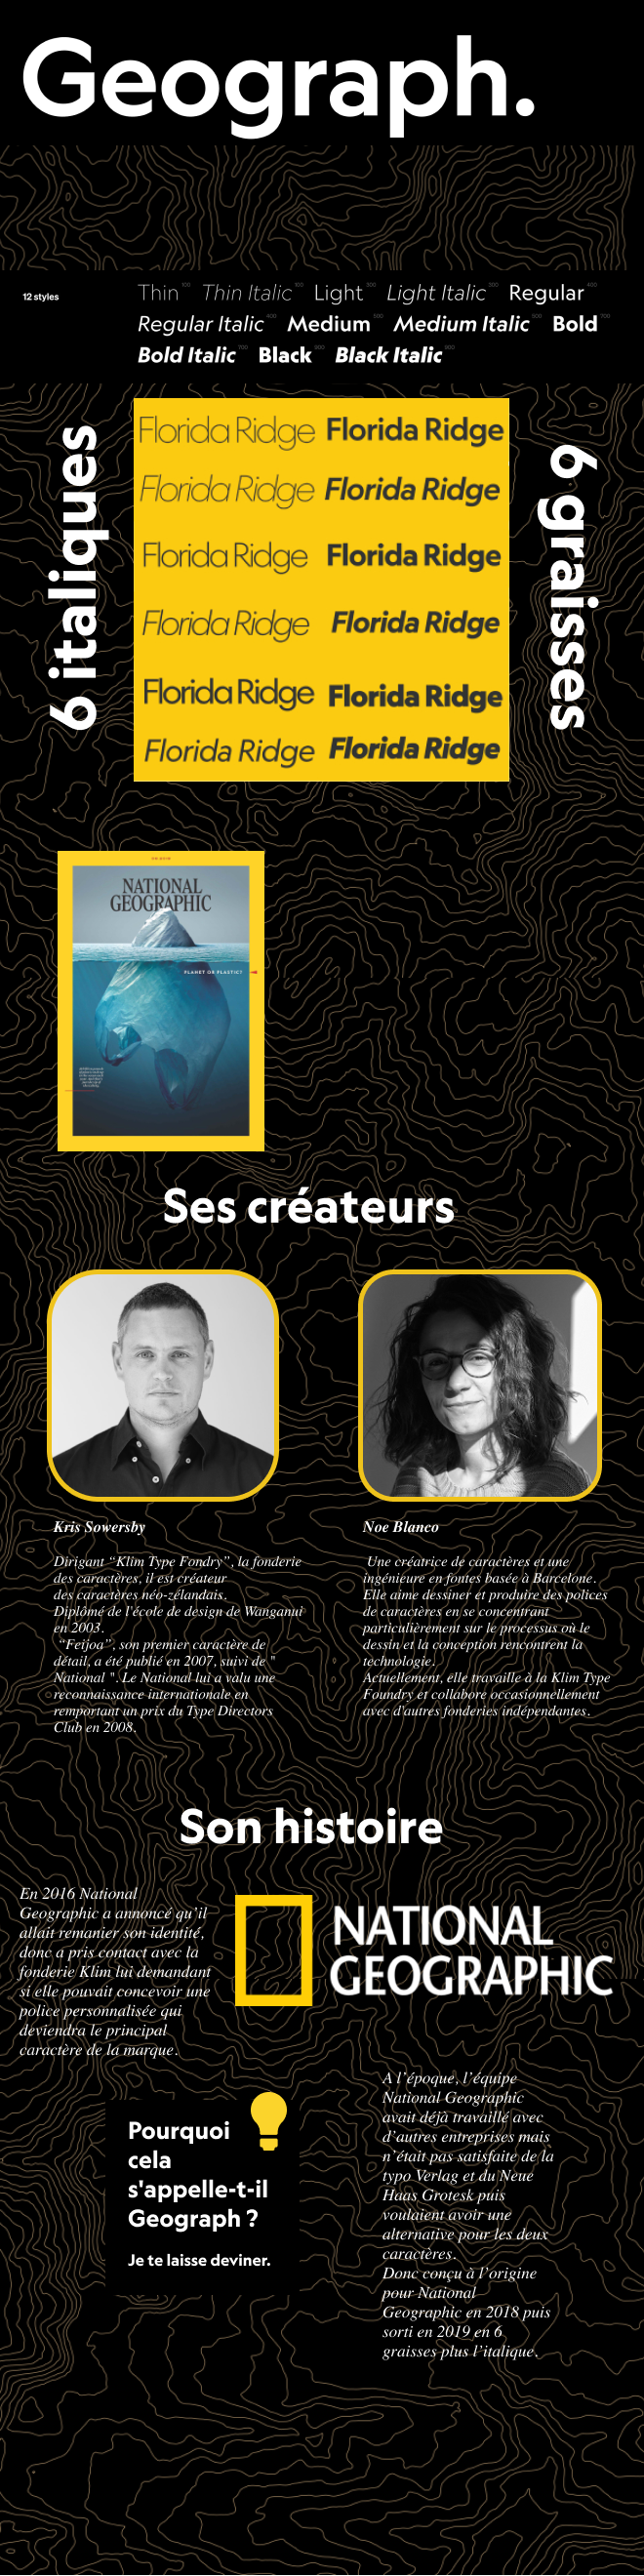 Geograph.
12 styles
Thin 100 Thin Italic 100 Light 300 Light Italic 300 Regular 400
Regular Italic 400 Medium 500 Medium Italic 500 Bold 700
Bold Italic 700 Black 900 Black Italic 900
6 italiques
Florida Ridge Florida Ridge
Florida Ridge Florida Ridge
Florida Ridge Florida Ridge
Florida Ridge Florida Ridge
Florida Ridge Florida Ridge
Florida Ridge Florida Ridge
6 graisses
NATIONAL
GEOGRAPHIC
PLANET OR PLASTIC?
Ses créateurs
Kris Sowersby
Dirigant “Klim Type Fondry”, la fonderie
des caractères, il est créateur
des caractères néo-zélandais.
Diplômé de l'école de design de Wanganui
en 2003.
“Feijoa”, son premier caractère de
détail, a été publié en 2007, suivi de "
National ". Le National lui a valu une
reconnaissance internationale en
remportant un prix du Type Directors
Club en 2008.
Noe Blanco
Une créatrice de caractères et une
ingénieure en fontes basée à Barcelone.
Elle aime dessiner et produire des polices
de caractères en se concentrant
particulièrement sur le processus où le
dessin et la conception rencontrent la
technologie.
Actuellement, elle travaille à la Klim Type
Foundry et collabore occasionnellement
avec d'autres fonderies indépendantes.
Son histoire
En 2016 National
Geographic a annoncé qu’il
allait remanier son identité,
donc a pris contact avec la
fonderie Klim lui demandant
si elle pouvait concevoir une
police personnalisée qui
deviendra le principal
caractère de la marque.
NATIONAL
GEOGRAPHIC
A l’époque, l’équipe
National Geographic
avait déjà travaillé avec
d’autres entreprises mais
n’était pas satisfaite de la
typo Verlag et du Neue
Haas Grotesk puis
voulaient avoir une
alternative pour les deux
caractères.
Donc conçu à l’origine
pour National
Geographic en 2018 puis
sorti en 2019 en 6
graisses plus l’italique.
Pourquoi
cela
s'appelle-t-il
Geograph ?
Je te laisse deviner.